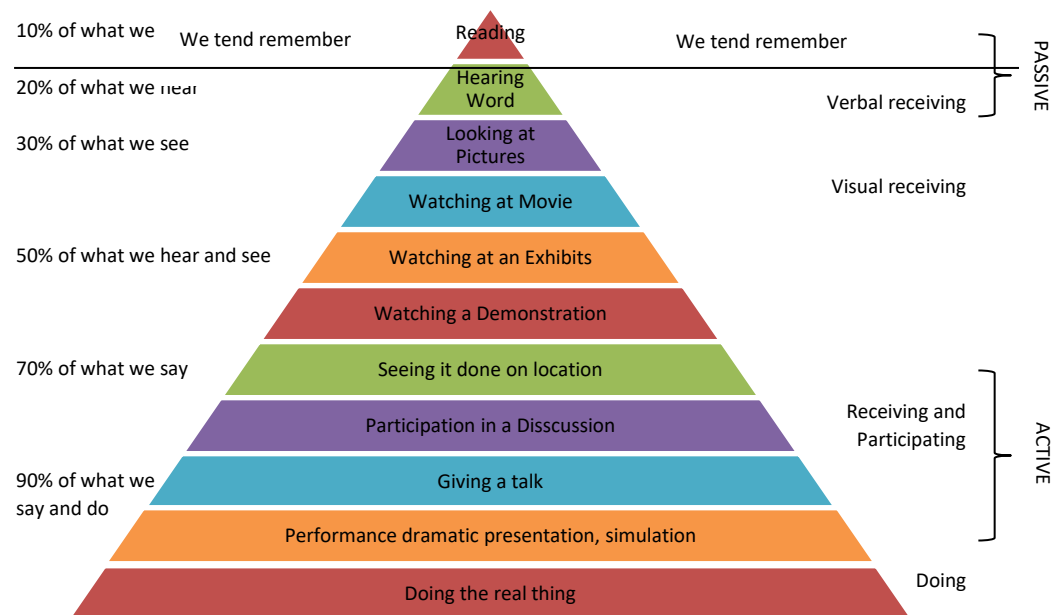 10% of what we
We tend remember
Reading
We tend remember
20% of what we hear
Hearing
Word
Verbal receiving
PASSIVE
30% of what we see
Looking at
Pictures
Visual receiving
Watching at Movie
50% of what we hear and see
Watching at an Exhibits
Watching a Demonstration
70% of what we say
Seeing it done on location
Participation in a Disscussion
Receiving and
Participating
ACTIVE
90% of what we
say and do
Giving a talk
Performance dramatic presentation, simulation
Doing the real thing
Doing